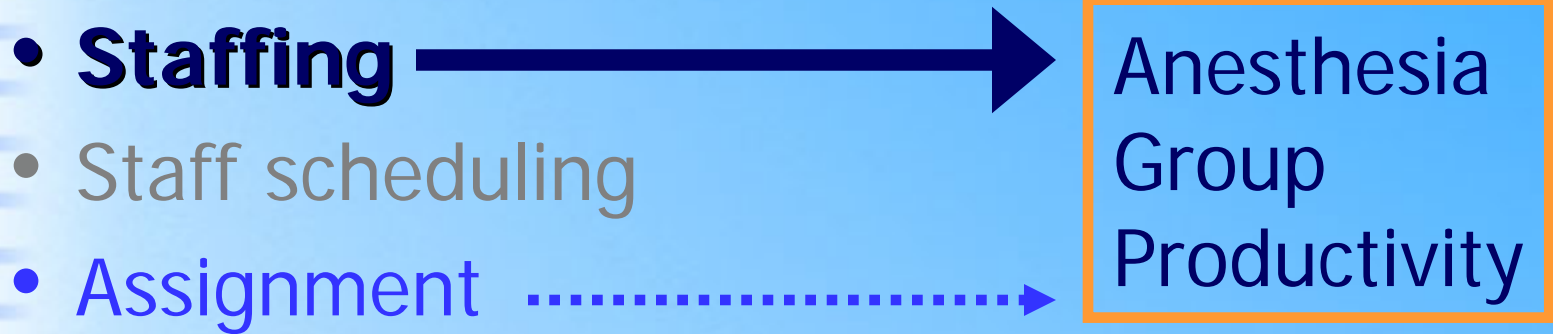 • Staffing
• Staff scheduling
• Assignment
Anesthesia
Group
Productivity